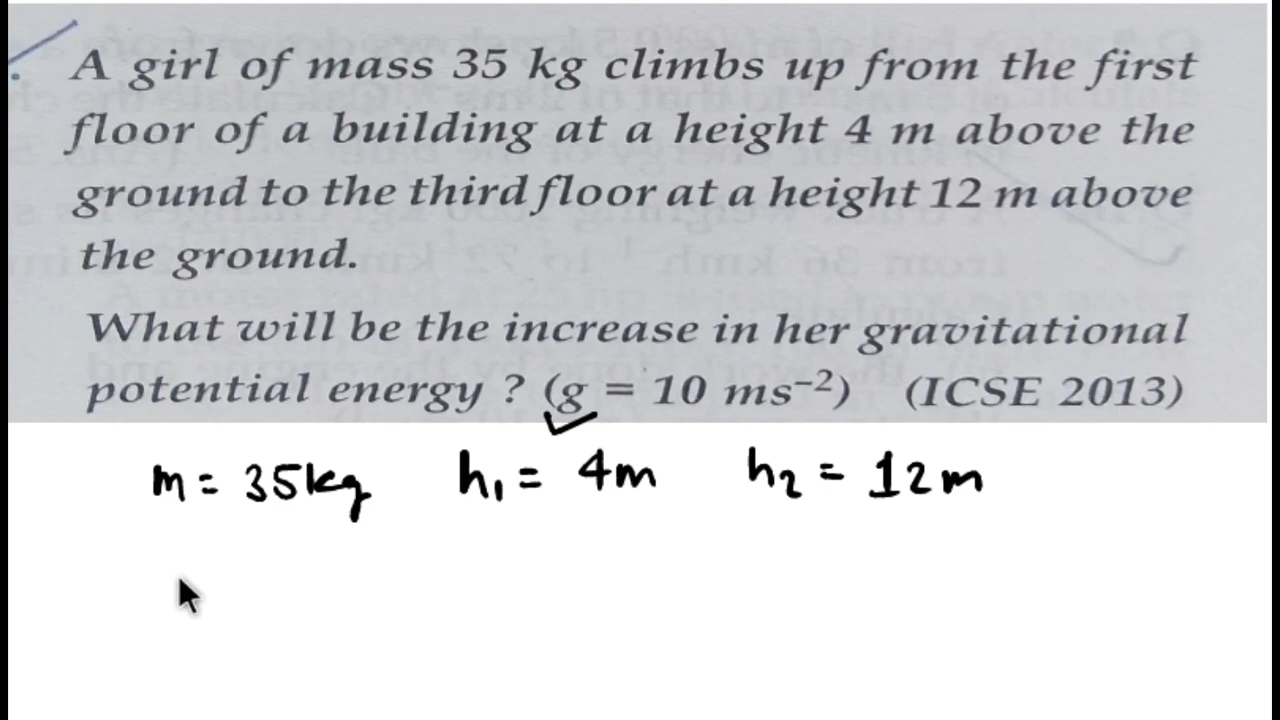 A girl of mass 35 kg climbs up from the first
floor of a building at a height 4 m above the
ground to the third floor at a height 12 m above
the ground.
What will be the increase in her gravitational
potential energy ? (g = 10 ms⁻²) (ICSE 2013)
m = 35kg h₁ = 4m h₂ = 12m